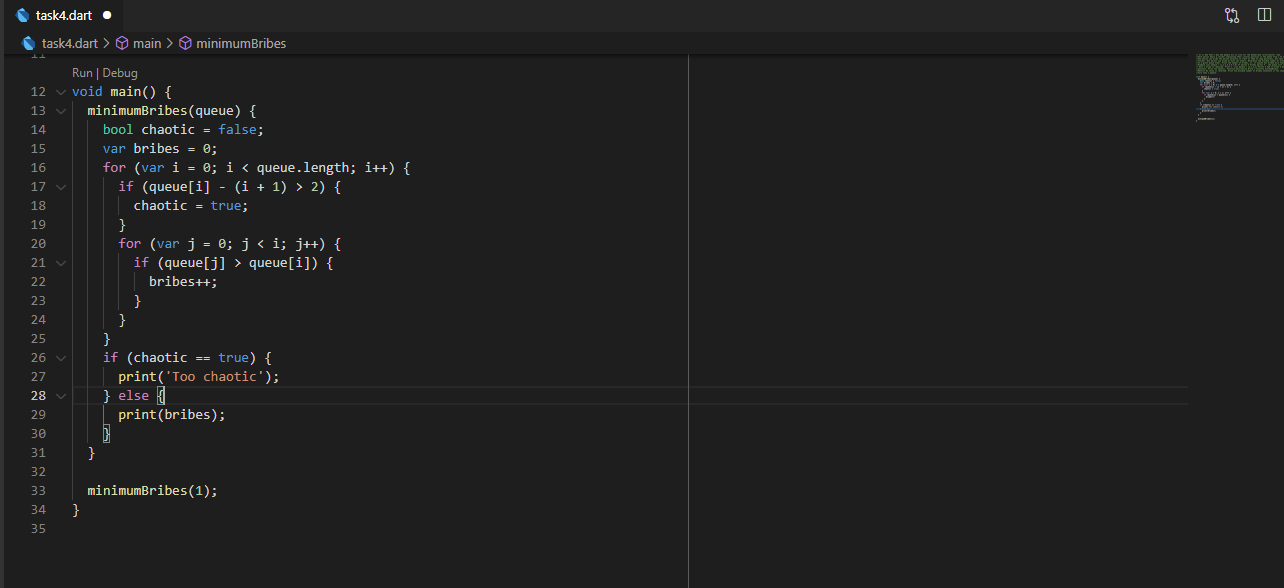 task4.dart
task4.dart > main > minimumBribes
11
Run | Debug
12 void main() {
13 minimumBribes(queue) {
14 bool chaotic = false;
15 var bribes = 0;
16 for (var i = 0; i < queue.length; i++) {
17 if (queue[i] - (i + 1) > 2) {
18 chaotic = true;
19 }
20 for (var j = 0; j < i; j++) {
21 if (queue[j] > queue[i]) {
22 bribes++;
23 }
24 }
25 }
26 if (chaotic == true) {
27 print('Too chaotic');
28 } else {
29 print(bribes);
30 }
31 }
32
33 minimumBribes(1);
34 }
35